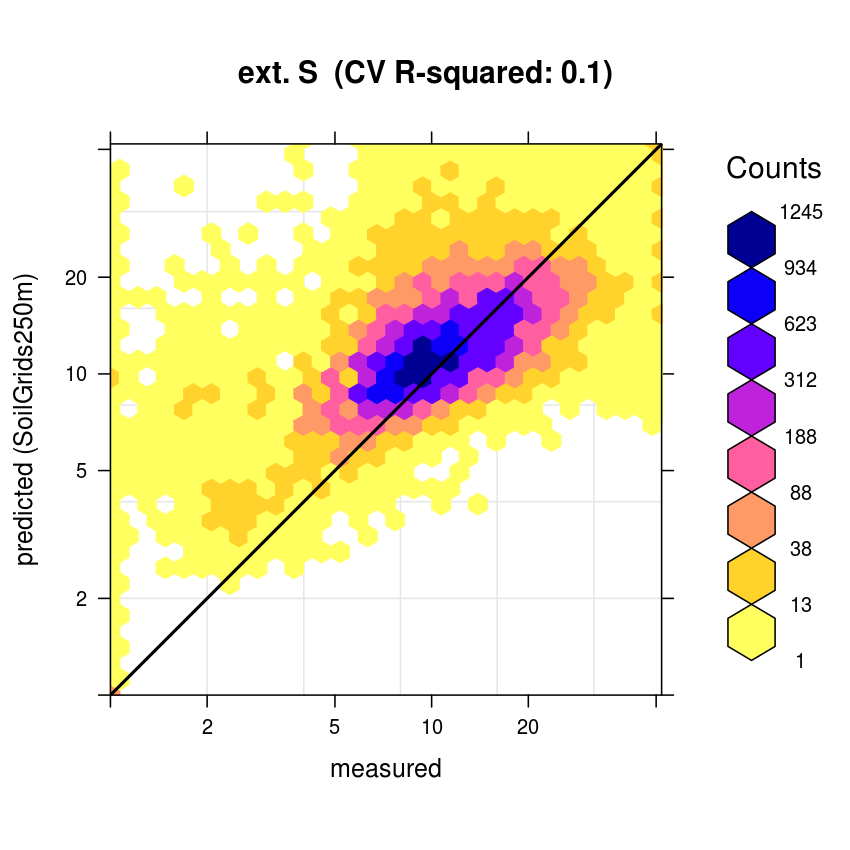 ext. S  (CV R-squared: 0.1)
Counts
1245
934
623
312
188
88
38
13
1
predicted (SoilGrids250m)
20
10
5
2
2 5 10 20
measured